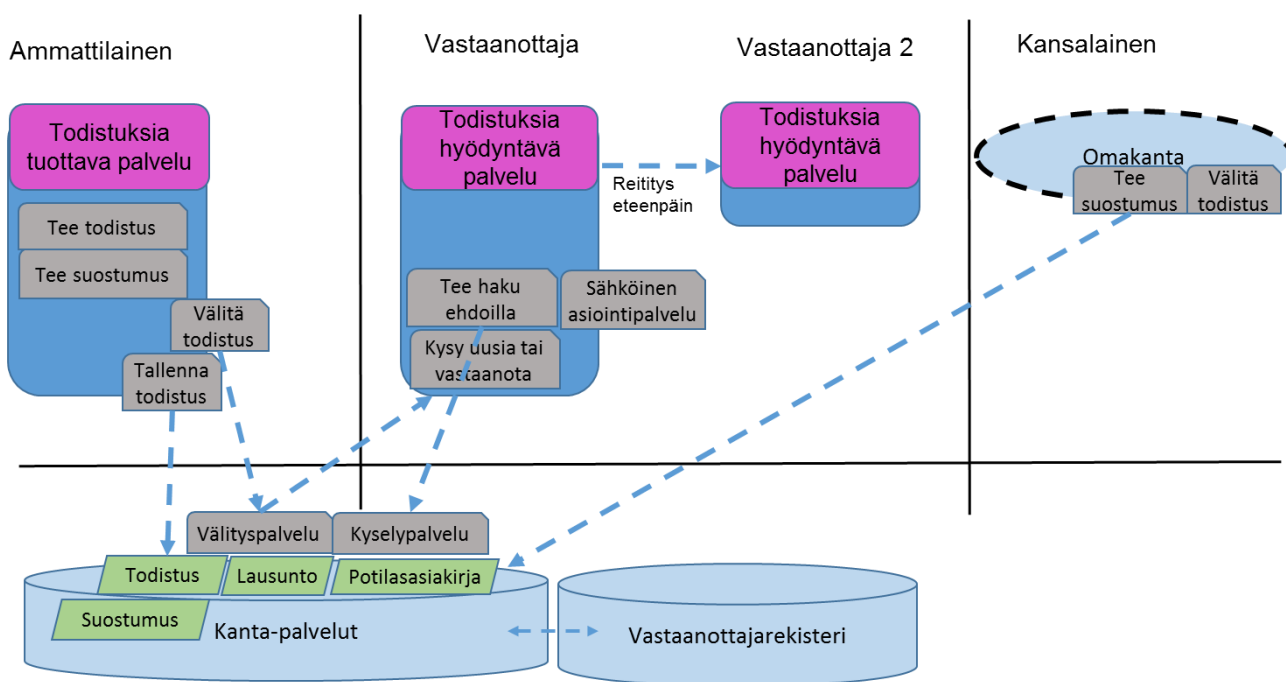 Ammattilainen
Vastaanottaja
Vastaanottaja 2
Kansalainen
Todistuksia
tuottava palvelu
Tee todistus
Tee suostumus
Välitä
todistus
Tallenna
todistus
Todistuksia
hyödyntävä
palvelu
Reititys
eteenpäin
Todistuksia
hyödyntävä
palvelu
Tee haku
ehdoilla
Sähköinen
asiointipalvelu
Kysy uusia tai
vastaanota
Omakanta
Tee
suostumus
Välitä
todistus
Välityspalvelu
Kyselypalvelu
Todistus
Lausunto
Potilasasiakirja
Suostumus
Kanta-palvelut
Vastaanottajarekisteri